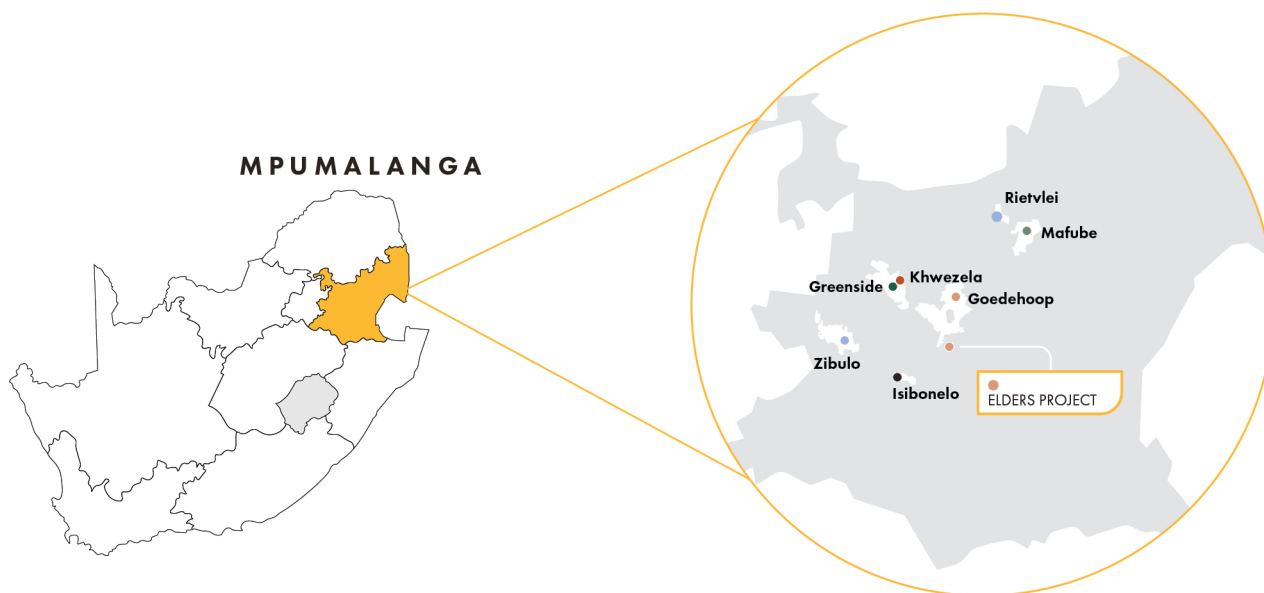 MPUMALANGA
Rietvlei
Mafube
Khwezela
Greenside
Goedehoop
Zibulo
Isibonelo
ELDERS PROJECT